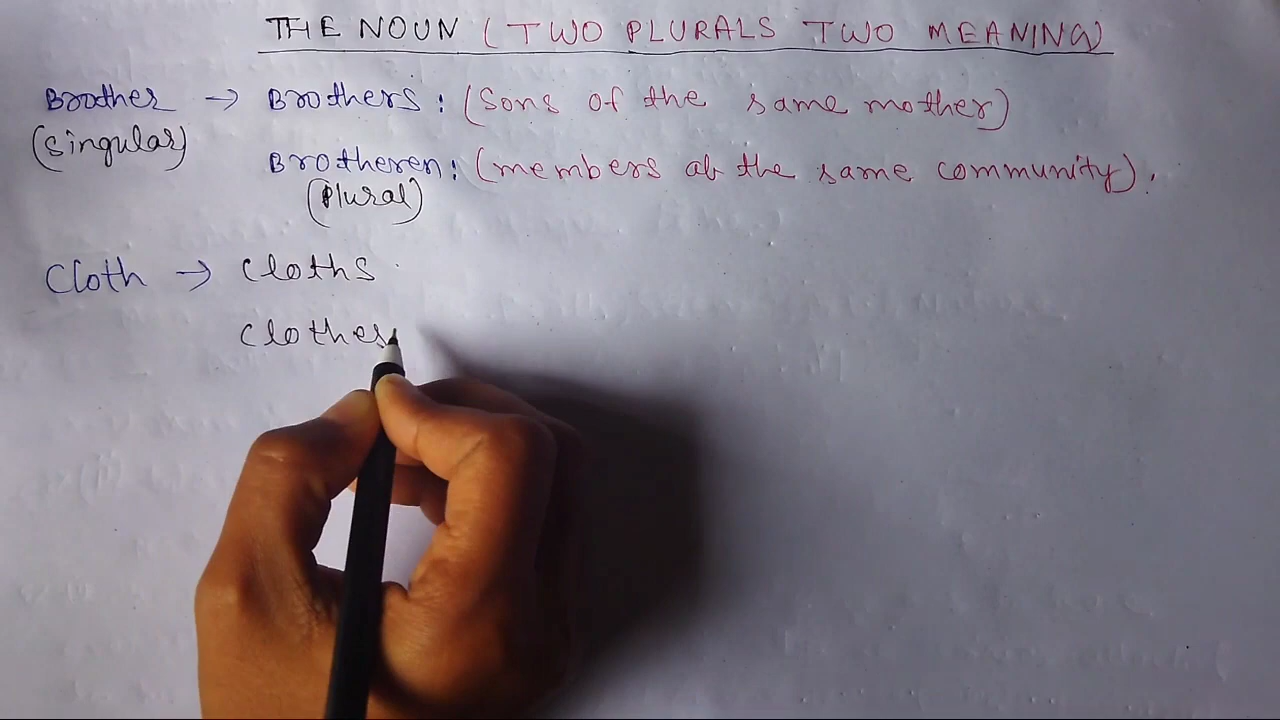 THE NOUN (TWO PLURALS TWO MEANING)
Brother → Brothers: (Sons of the same mother)
(singular)
Brotheren: (members of the same community).
(Plural)
Cloth → Cloths
Clothes